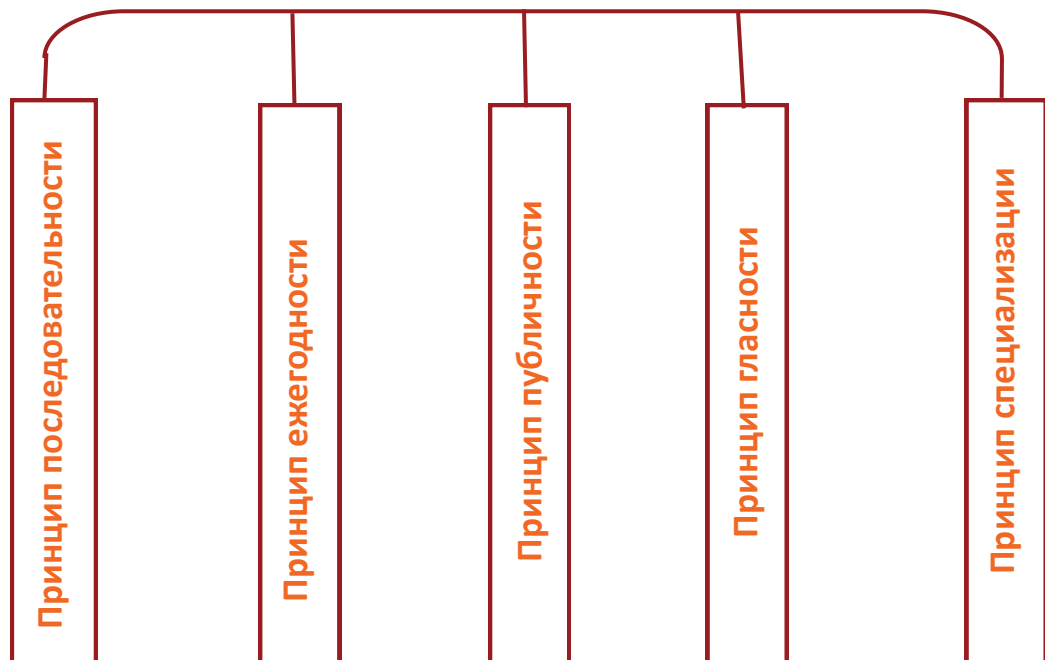 Принцип последовательности
Принцип ежегодности
Принцип публичности
Принцип гласности
Принцип специализации